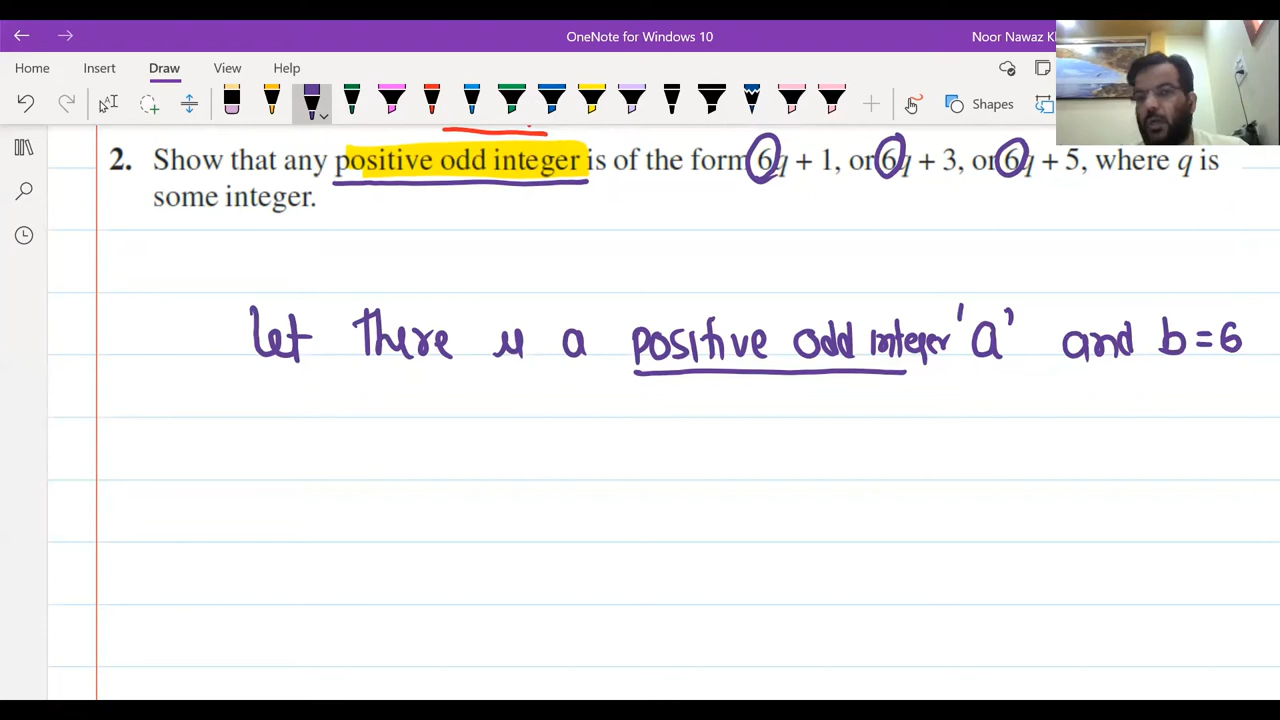 OneNote for Windows 10
Noor Nawaz Kh
Home Insert Draw View Help
Shapes
2. Show that any positive odd integer is of the form 6q + 1, or 6q + 3, or 6q + 5, where q is
some integer.
let there is a positive odd integer 'a' and b = 6